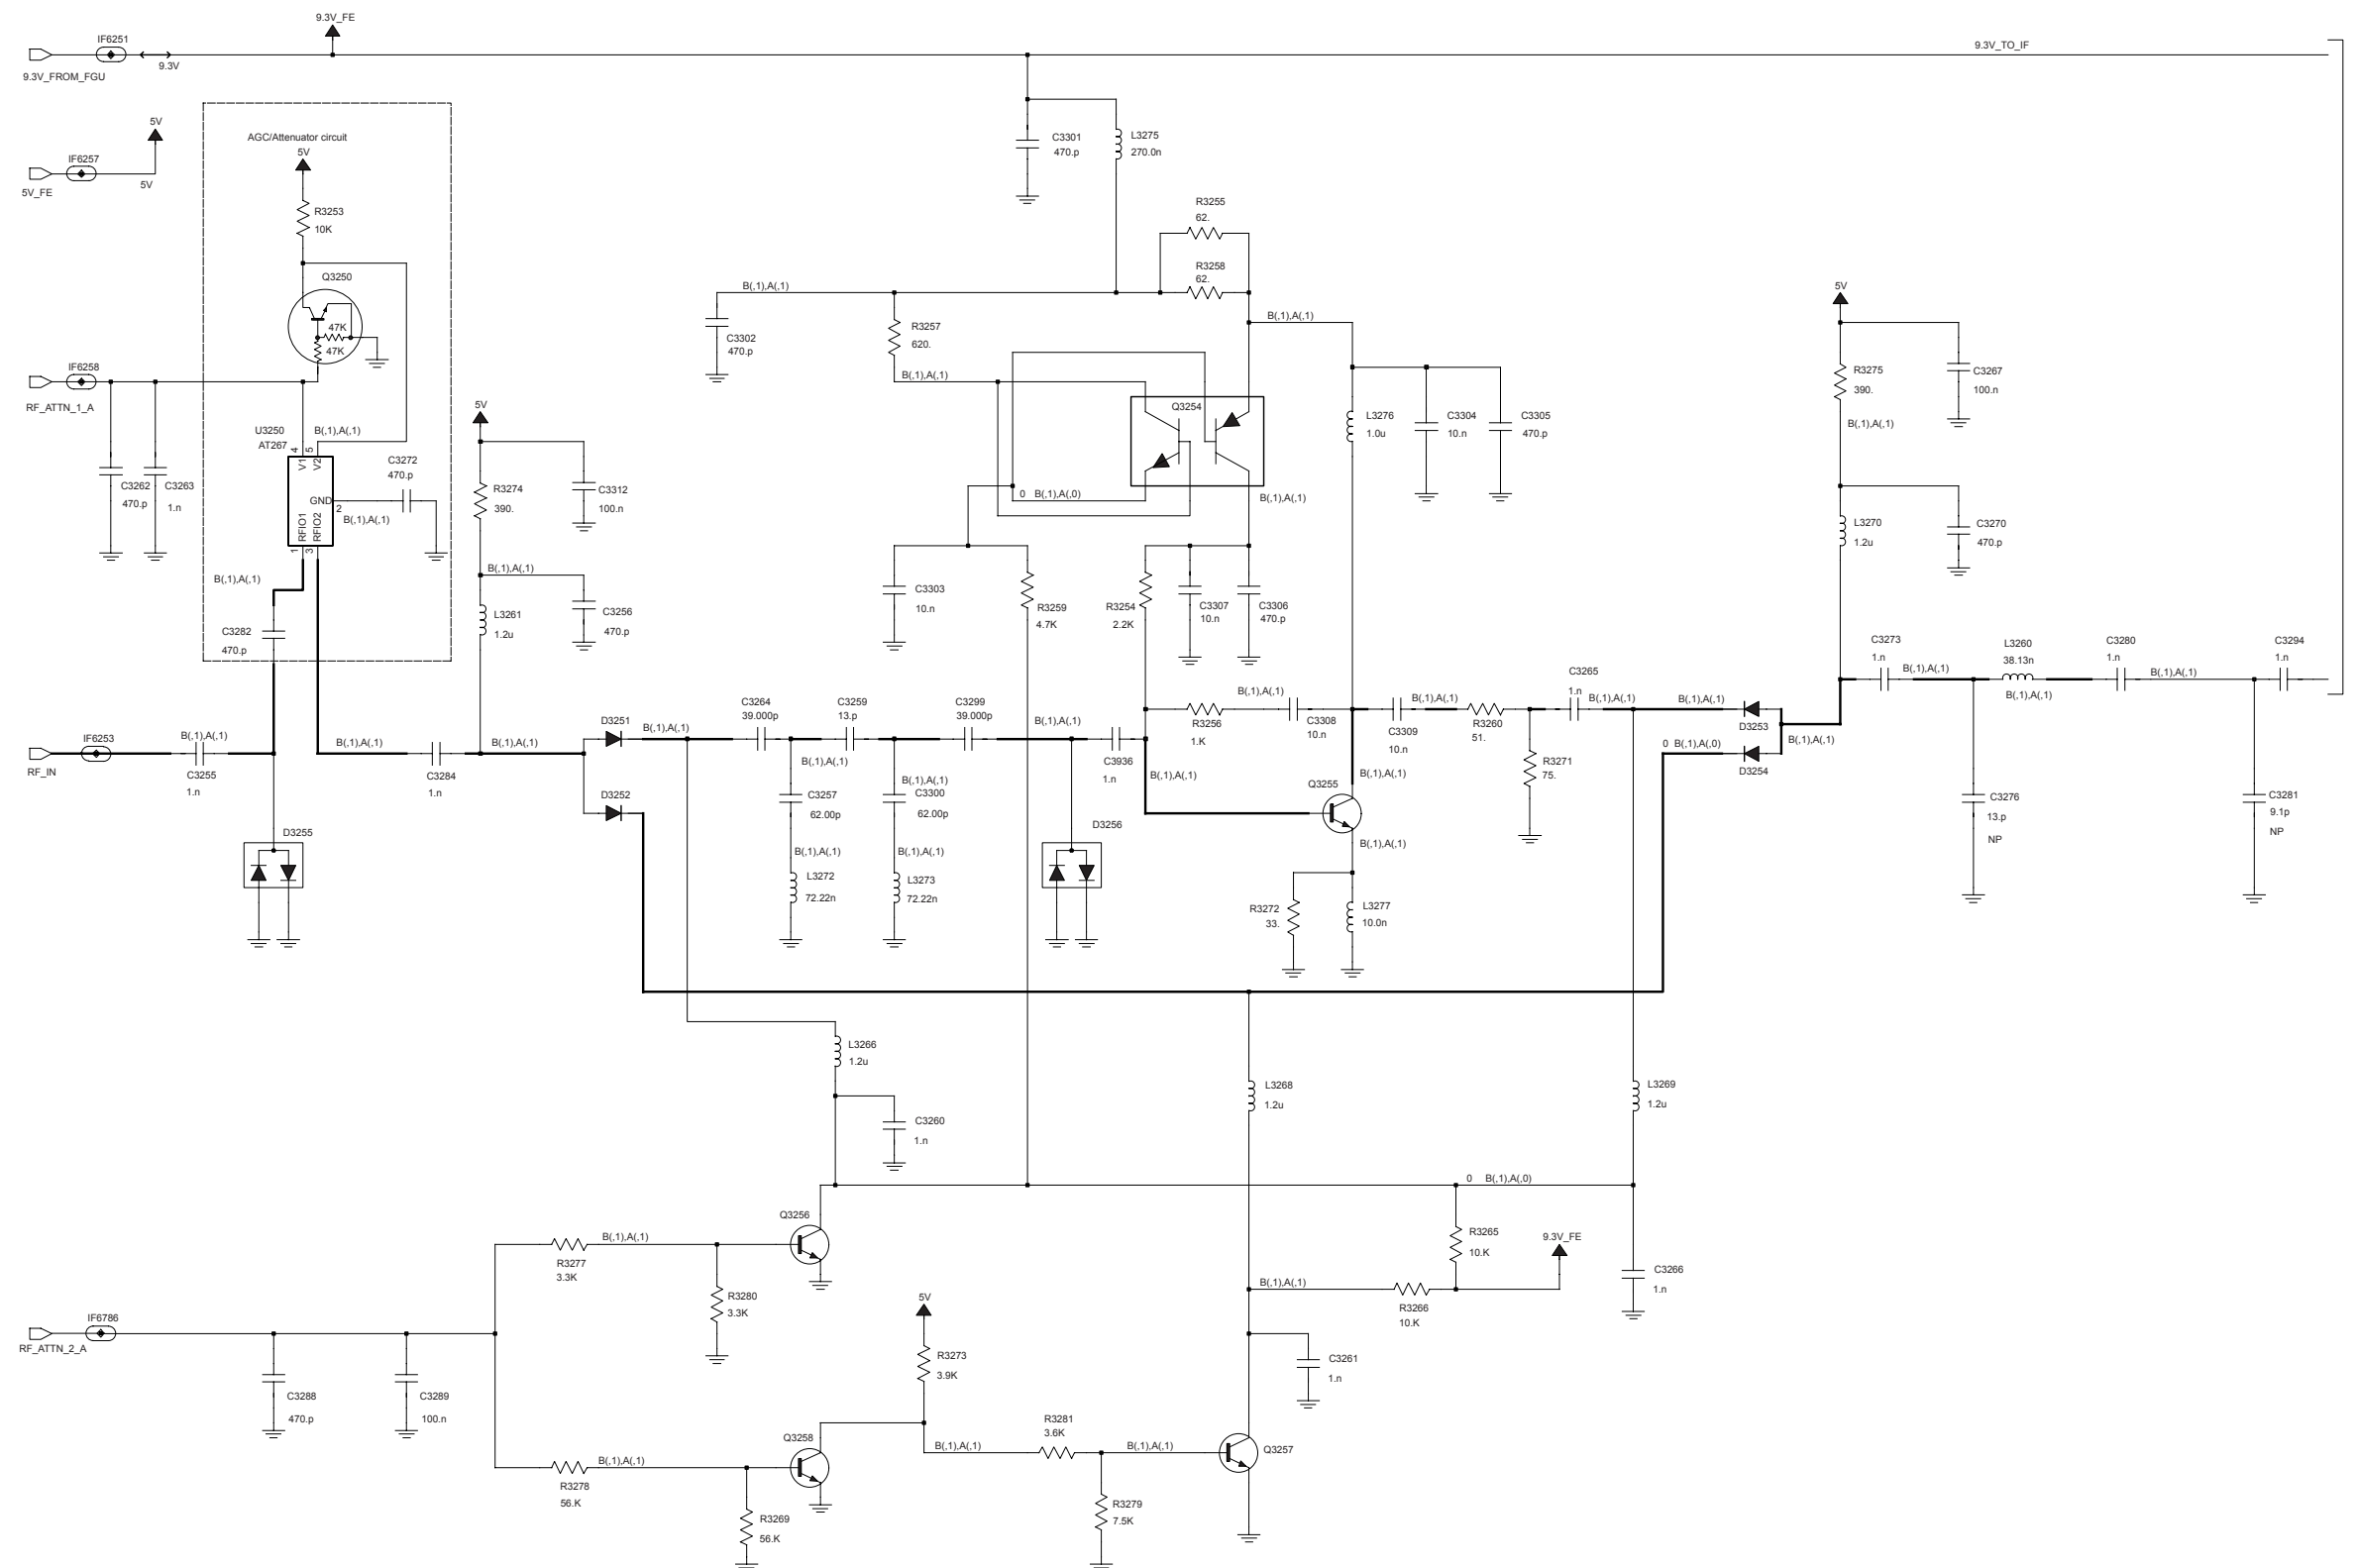 9.3V_FE
IF6251
9.3V
9.3V_FROM_FGU
9.3V_TO_IF
5V
IF6257
5V
5V_FE
AGC/Attenuator circuit
5V
R3253
10K
Q3250
47K
47K
IF6258
RF_ATTN_1_A
U3250
AT267
B(,1),A(,1)
4
5
V1
V2
GND
2
RFIO1
RFIO2
1
3
C3272
470.p
B(,1),A(,1)
C3262
470.p
C3263
1.n
B(,1),A(,1)
C3282
470.p
5V
R3274
390.
C3312
100.n
B(,1),A(,1)
L3261
1.2u
C3256
470.p
IF6253
RF_IN
B(,1),A(,1)
C3255
1.n
B(,1),A(,1)
C3284
1.n
B(,1),A(,1)
D3255
D3251
D3252
B(,1),A(,1)
C3264
39.000p
C3259
13.p
C3299
39.000p
B(,1),A(,1)
B(,1),A(,1)
B(,1),A(,1)
C3257
62.00p
C3300
62.00p
B(,1),A(,1)
B(,1),A(,1)
L3272
72.22n
L3273
72.22n
D3256
C3936
1.n
B(,1),A(,1)
C3301
470.p
L3275
270.0n
R3255
62.
R3258
62.
B(,1),A(,1)
C3302
470.p
R3257
620.
B(,1),A(,1)
B(,1),A(,1)
Q3254
0 B(,1),A(,0)
B(,1),A(,1)
L3276
1.0u
C3304
10.n
C3305
470.p
C3303
10.n
R3259
4.7K
R3254
2.2K
C3307
10.n
C3306
470.p
R3256
1.K
B(,1),A(,1)
C3308
10.n
C3309
10.n
B(,1),A(,1)
R3260
51.
C3265
1.n
B(,1),A(,1)
R3271
75.
Q3255
B(,1),A(,1)
B(,1),A(,1)
R3272
33.
L3277
10.0n
B(,1),A(,1)
D3253
0 B(,1),A(,0)
D3254
B(,1),A(,1)
5V
R3275
390.
C3267
100.n
B(,1),A(,1)
L3270
1.2u
C3270
470.p
C3273
1.n
B(,1),A(,1)
L3260
38.13n
B(,1),A(,1)
C3280
1.n
B(,1),A(,1)
C3294
1.n
C3276
13.p
NP
C3281
9.1p
NP
L3266
1.2u
C3260
1.n
L3268
1.2u
L3269
1.2u
0 B(,1),A(,0)
Q3256
R3277
3.3K
B(,1),A(,1)
R3280
3.3K
R3265
10.K
9.3V_FE
B(,1),A(,1)
R3266
10.K
C3266
1.n
IF6786
RF_ATTN_2_A
C3288
470.p
C3289
100.n
5V
R3273
3.9K
C3261
1.n
R3278
56.K
B(,1),A(,1)
Q3258
R3269
56.K
B(,1),A(,1)
R3281
3.6K
B(,1),A(,1)
R3279
7.5K
Q3257